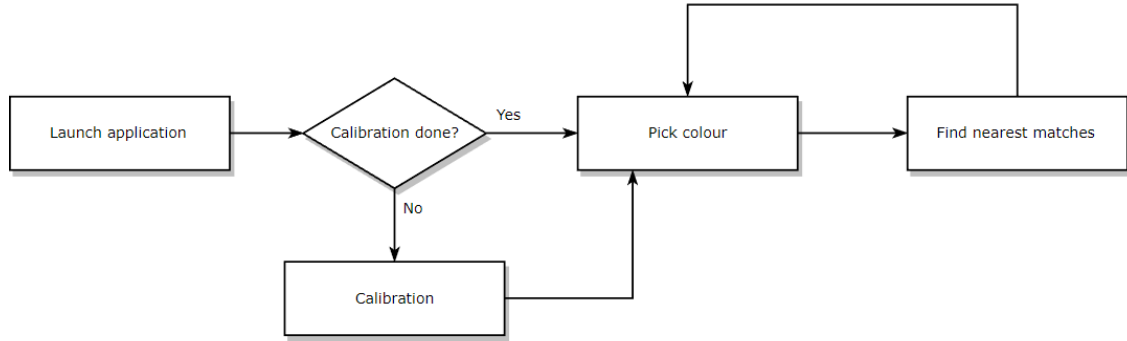 Launch application
Calibration done?
Yes
Pick colour
Find nearest matches
No
Calibration